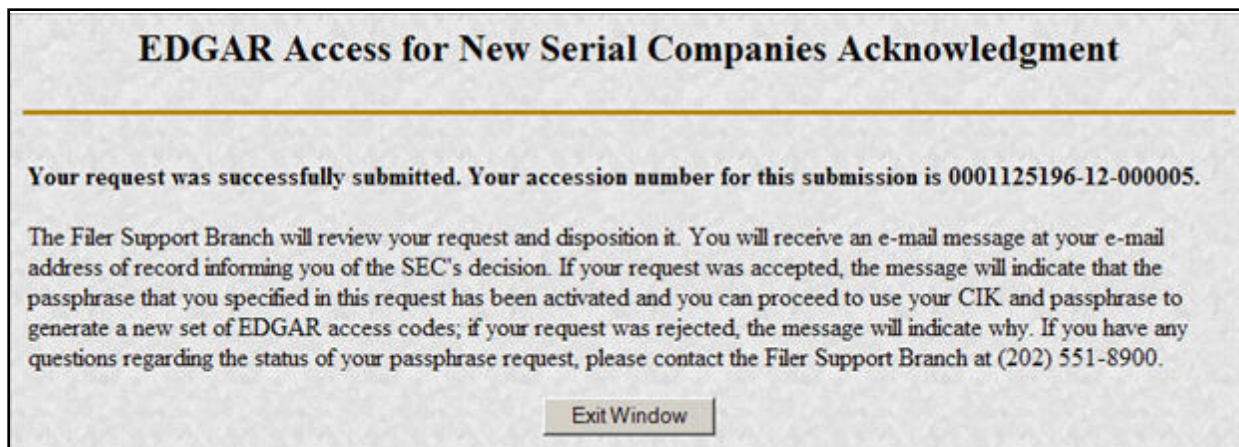 EDGAR Access for New Serial Companies Acknowledgment
Your request was successfully submitted. Your accession number for this submission is 0001125196-12-000005.
The Filer Support Branch will review your request and disposition it. You will receive an e-mail message at your e-mail
address of record informing you of the SEC's decision. If your request was accepted, the message will indicate that the
passphrase that you specified in this request has been activated and you can proceed to use your CIK and passphrase to
generate a new set of EDGAR access codes; if your request was rejected, the message will indicate why. If you have any
questions regarding the status of your passphrase request, please contact the Filer Support Branch at (202) 551-8900.
Exit Window